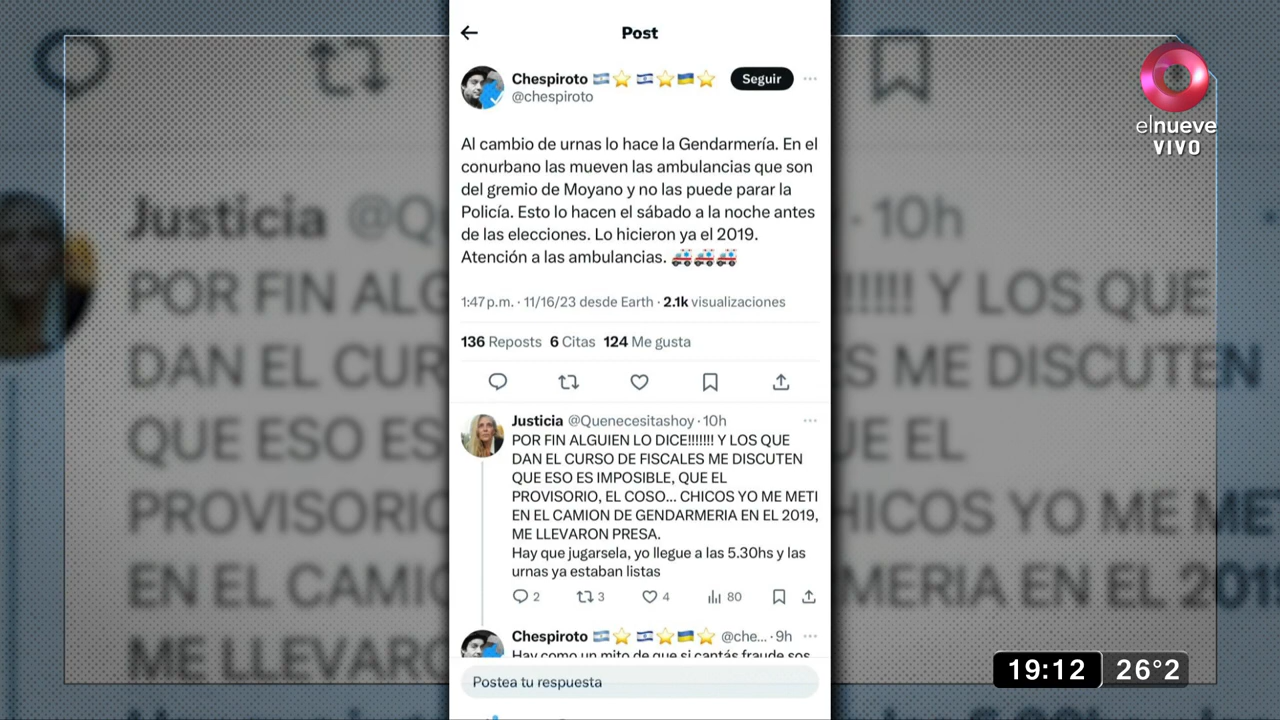 Post
Chespiroto
Seguir
@chespiroto
Al cambio de urnas lo hace la Gendarmería. En el
conurbano las mueven las ambulancias que son
del gremio de Moyano y no las puede parar la
Policía. Esto lo hacen el sábado a la noche antes
de las elecciones. Lo hicieron ya el 2019.
Atención a las ambulancias.
1:47 p.m. · 11/16/23 desde Earth · 2.1k visualizaciones
136 Reposts 6 Citas 124 Me gusta
Justicia @Quenecesitashoy · 10h
POR FIN ALGUIEN LO DICE!!!!!!! Y LOS QUE
DAN EL CURSO DE FISCALES ME DISCUTEN
QUE ESO ES IMPOSIBLE, QUE EL
PROVISORIO, EL COSO... CHICOS YO ME METI
EN EL CAMION DE GENDARMERIA EN EL 2019,
ME LLEVARON PRESA.
Hay que jugarsela, yo llegue a las 5.30hs y las
urnas ya estaban listas
2 3 4 80
Chespiroto @che... · 9h
Hay como un mito de que si cantás fraude sos
Postea tu respuesta
elnueve
VIVO
19:12 26°2
Justicia @Q · 10h
POR FIN ALG !!!!! Y LOS QUE
DAN EL CUR S ME DISCUTEN
QUE ESO ES UE EL
PROVISORIO HICOS YO ME MET
EN EL CAMI MERIA EN EL 201
ME LLEVARO